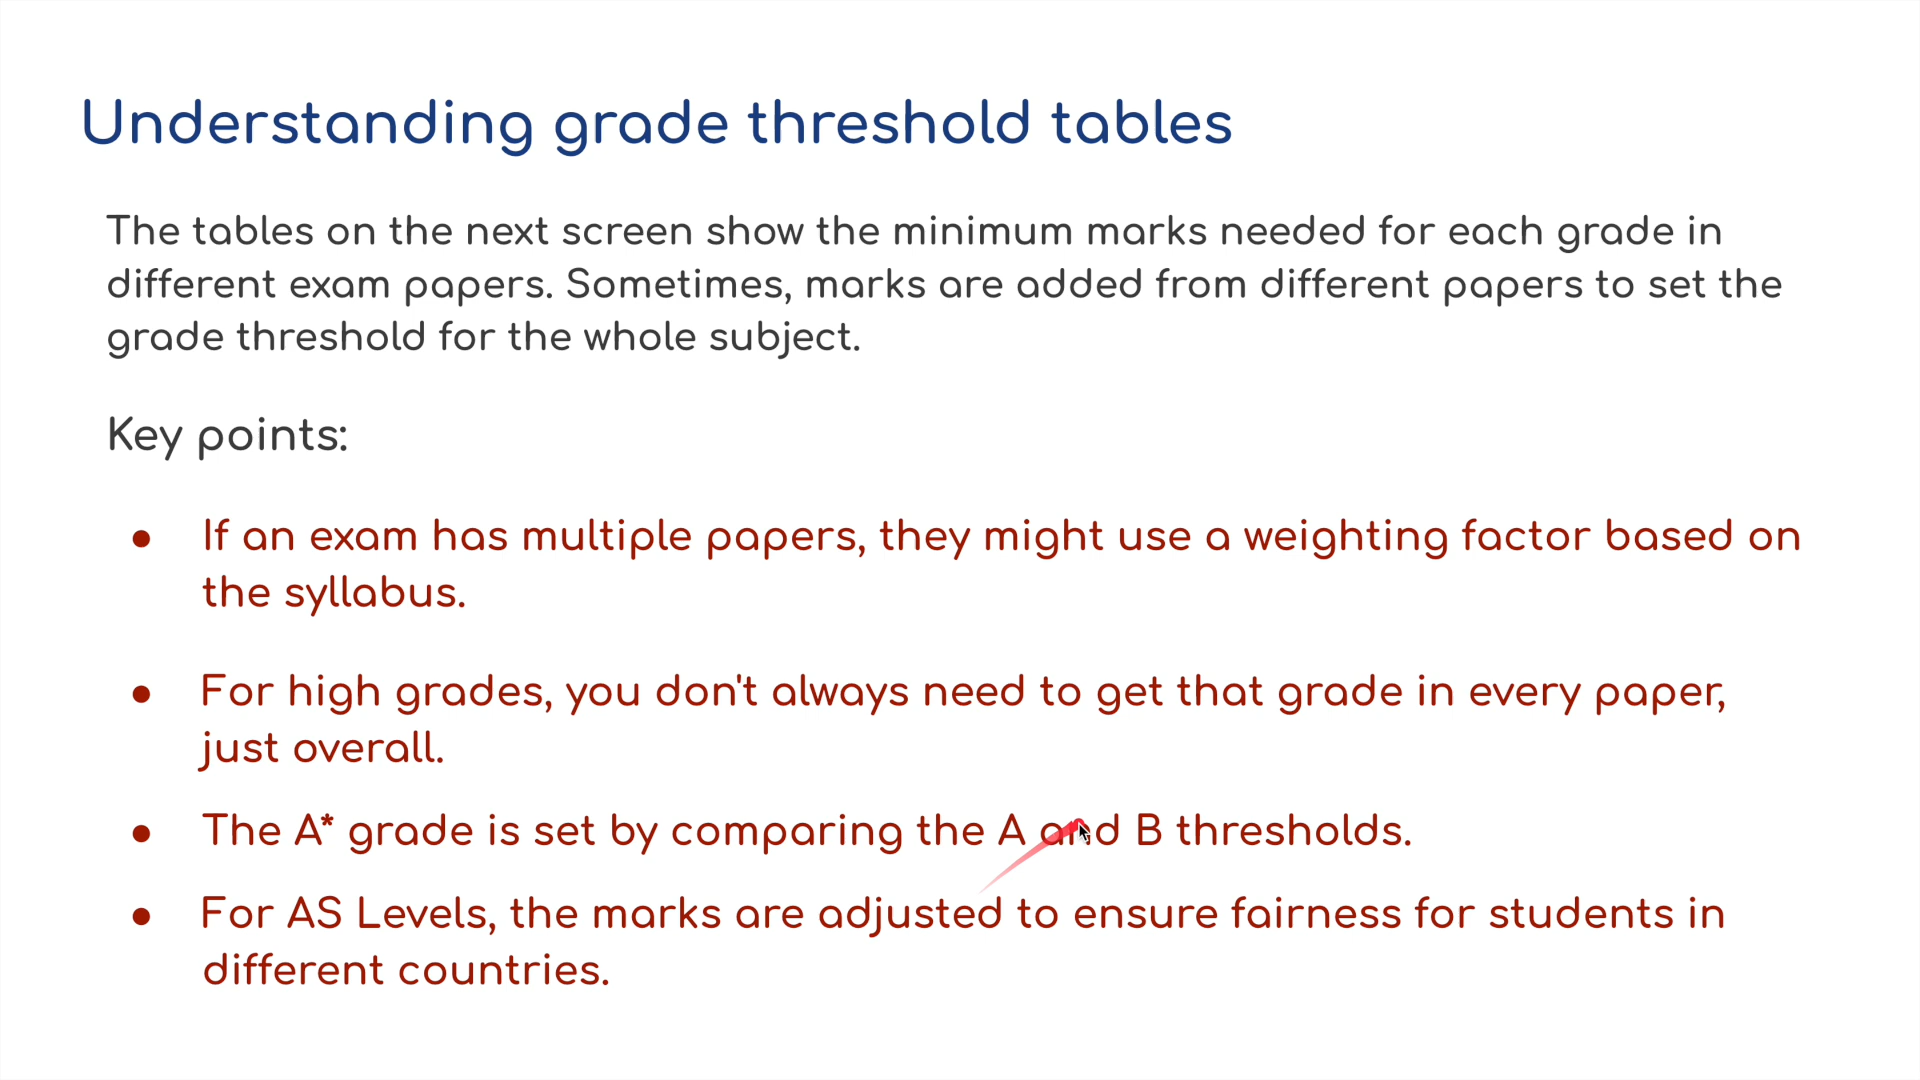 Understanding grade threshold tables
The tables on the next screen show the minimum marks needed for each grade in
different exam papers. Sometimes, marks are added from different papers to set the
grade threshold for the whole subject.
Key points:
● If an exam has multiple papers, they might use a weighting factor based on
the syllabus.
● For high grades, you don't always need to get that grade in every paper,
just overall.
● The A* grade is set by comparing the A and B thresholds.
● For AS Levels, the marks are adjusted to ensure fairness for students in
different countries.